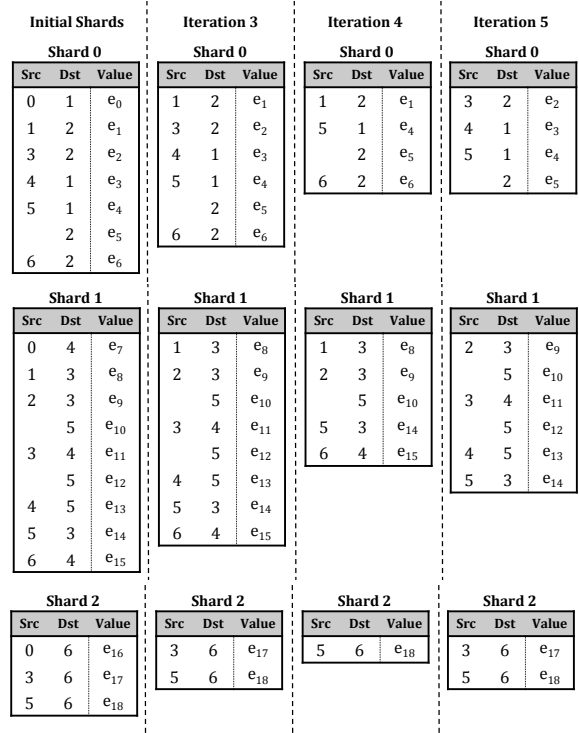 Initial Shards Iteration 3 Iteration 4 Iteration 5
Shard 0 Shard 0 Shard 0 Shard 0
Src Dst Value Src Dst Value Src Dst Value Src Dst Value
0 1 e0 1 2 e1 1 2 e1 3 2 e2
1 2 e1 3 2 e2 5 1 e4 4 1 e3
3 2 e2 4 1 e3 2 e5 5 1 e4
4 1 e3 5 1 e4 6 2 e6 2 e5
5 1 e4 2 e5
2 e5 6 2 e6
6 2 e6
Shard 1 Shard 1 Shard 1 Shard 1
Src Dst Value Src Dst Value Src Dst Value Src Dst Value
0 4 e7 1 3 e8 1 3 e8 2 3 e9
1 3 e8 2 3 e9 2 3 e9 5 e10
2 3 e9 5 e10 5 e10 3 4 e11
5 e10 3 4 e11 5 3 e14 5 e12
3 4 e11 5 e12 6 4 e15 4 5 e13
5 e12 4 5 e13 5 3 e14
4 5 e13 5 3 e14
5 3 e14 6 4 e15
6 4 e15
Shard 2 Shard 2 Shard 2 Shard 2
Src Dst Value Src Dst Value Src Dst Value Src Dst Value
0 6 e16 3 6 e17 5 6 e18 3 6 e17
3 6 e17 5 6 e18 5 6 e18
5 6 e18